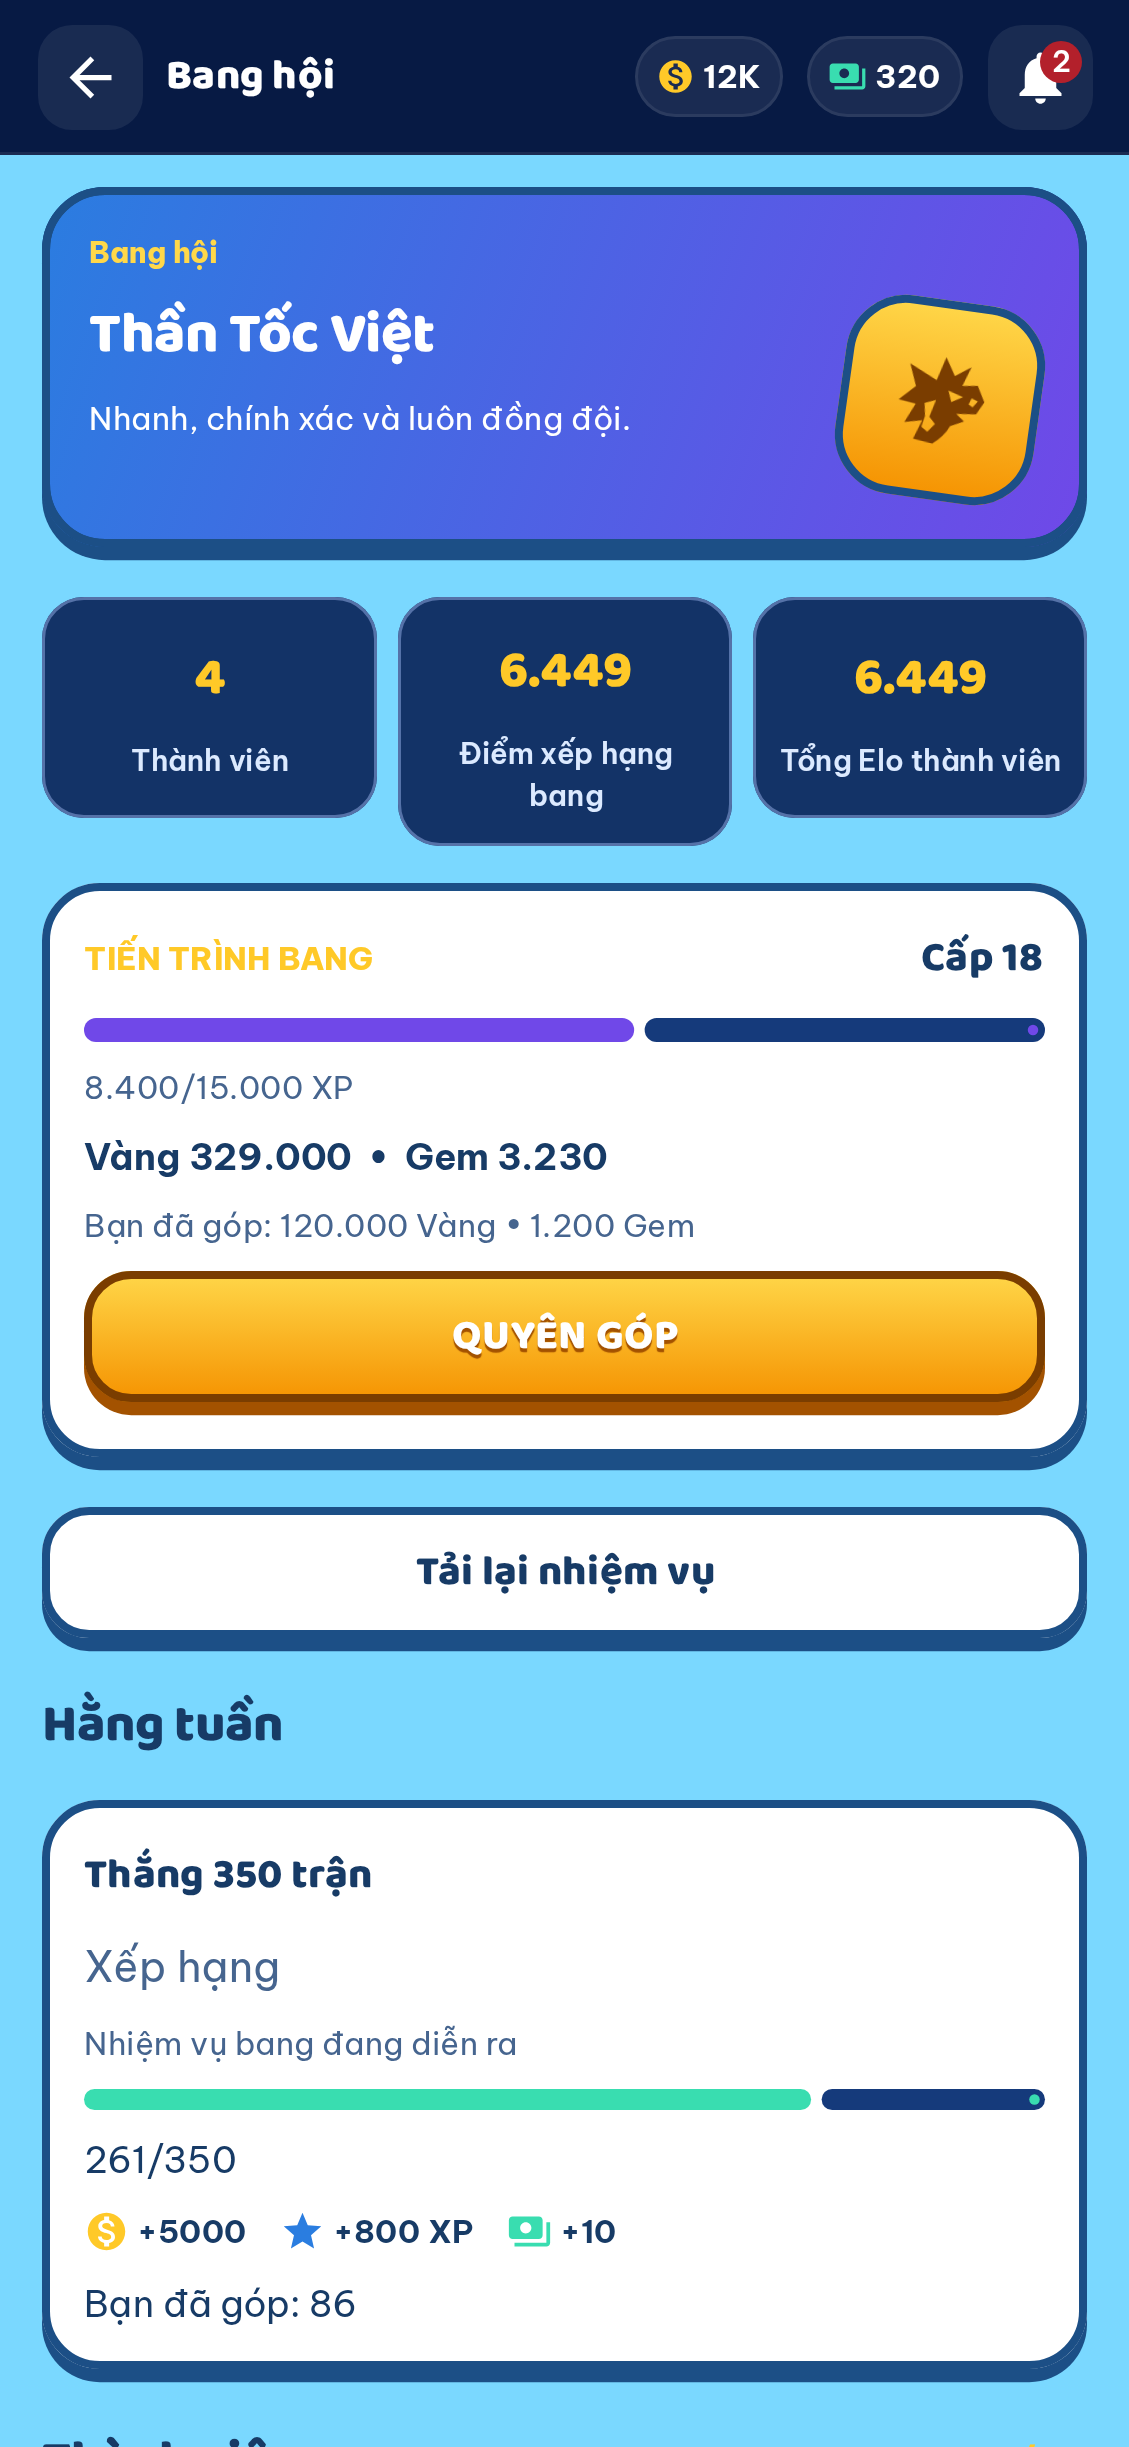 Bang hội
12K
320
2
Bang hội
Thần Tốc Việt
Nhanh, chính xác và luôn đồng đội.
4
Thành viên
6.449
Điểm xếp hạng
bang
6.449
Tổng Elo thành viên
TIẾN TRÌNH BANG
Cấp 18
8.400/15.000 XP
Vàng 329.000 • Gem 3.230
Bạn đã góp: 120.000 Vàng • 1.200 Gem
QUYÊN GÓP
Tải lại nhiệm vụ
Hằng tuần
Thắng 350 trận
Xếp hạng
Nhiệm vụ bang đang diễn ra
261/350
+5000 +800 XP +10
Bạn đã góp: 86